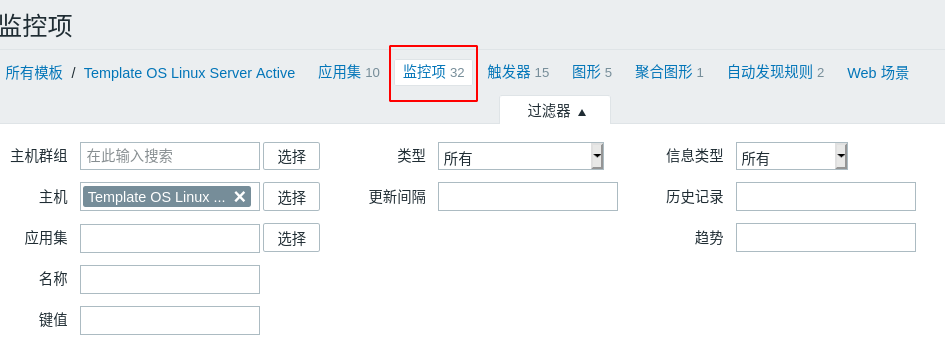 监控项
所有模板 / Template OS Linux Server Active 应用集 10 监控项 32 触发器 15 图形 5 聚合图形 1 自动发现规则 2 Web 场景
过滤器 ▲
主机群组 在此输入搜索 选择 类型 所有 信息类型 所有
主机 Template OS Linux ... ✕ 选择 更新间隔 历史记录
应用集 选择 趋势
名称
键值